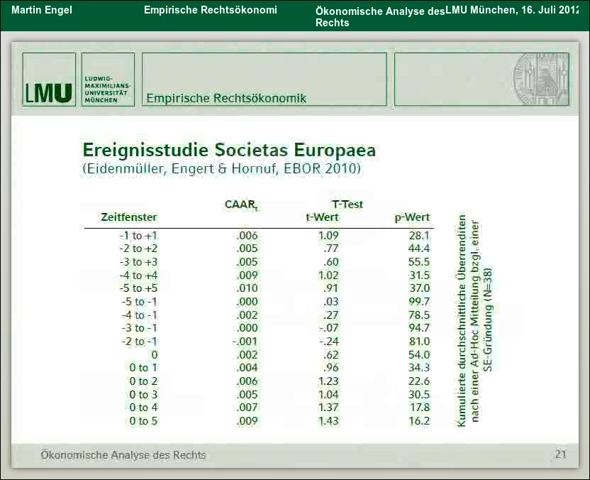 Martin Engel
Empirische Rechtsökonomi
Ökonomische Analyse des
Rechts
LMU München, 16. Juli 2012
LMU
LUDWIG-
MAXIMILIANS-
UNIVERSITÄT
MÜNCHEN
Empirische Rechtsökonomik
Ereignisstudie Societas Europaea
(Eidenmüller, Engert & Hornuf, EBOR 2010)
CAARt T-Test
Zeitfenster t-Wert p-Wert
-1 to +1 .006 1.09 28.1
-2 to +2 .005 .77 44.4
-3 to +3 .005 .60 55.5
-4 to +4 .009 1.02 31.5
-5 to +5 .010 .91 37.0
-5 to -1 .000 .03 99.7
-4 to -1 .002 .27 78.5
-3 to -1 .000 -.07 94.7
-2 to -1 -.001 -.24 81.0
0 .002 .62 54.0
0 to 1 .004 .96 34.3
0 to 2 .006 1.23 22.6
0 to 3 .005 1.04 30.5
0 to 4 .007 1.37 17.8
0 to 5 .009 1.43 16.2
Kumulierte durchschnittliche Überrenditen
nach einer Ad-Hoc Mitteilung bzgl. einer
SE-Gründung (N=38)
Ökonomische Analyse des Rechts
21